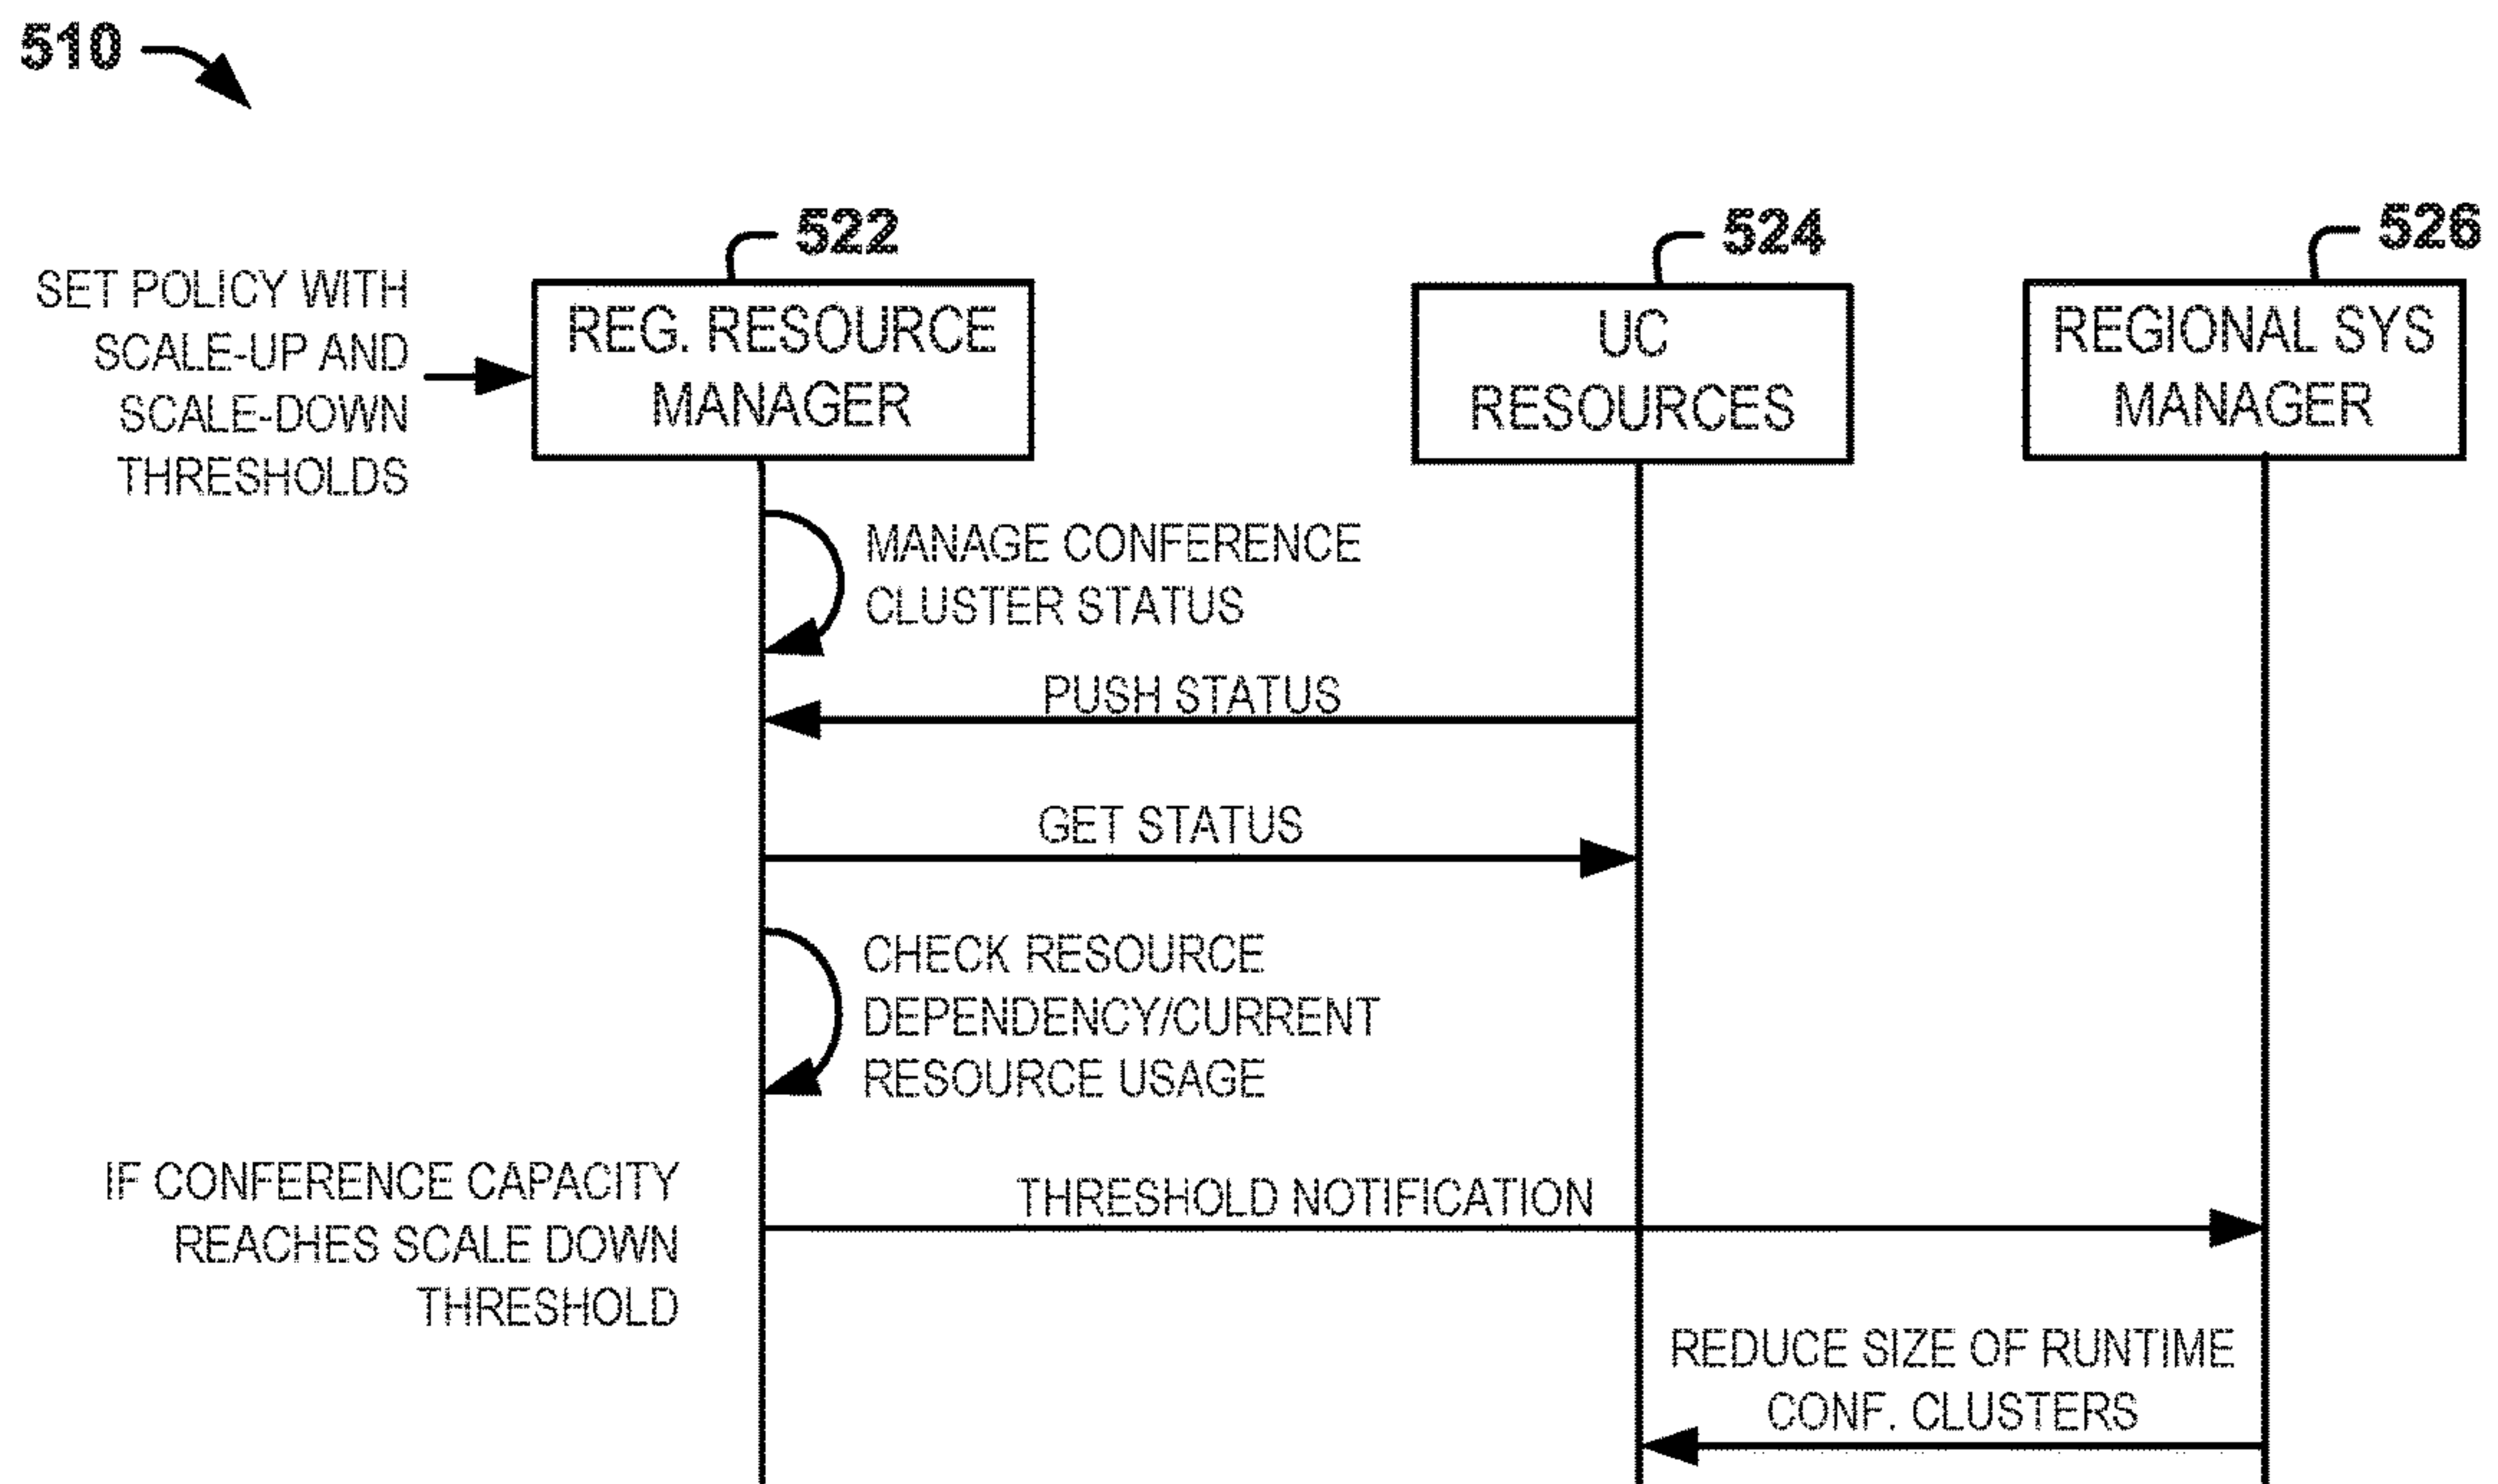 510
522
524
526
SET POLICY WITH
SCALE-UP AND
SCALE-DOWN
THRESHOLDS
REG. RESOURCE
MANAGER
UC
RESOURCES
REGIONAL SYS
MANAGER
MANAGE CONFERENCE
CLUSTER STATUS
PUSH STATUS
GET STATUS
CHECK RESOURCE
DEPENDENCY/CURRENT
RESOURCE USAGE
IF CONFERENCE CAPACITY
REACHES SCALE DOWN
THRESHOLD
THRESHOLD NOTIFICATION
REDUCE SIZE OF RUNTIME
CONF. CLUSTERS